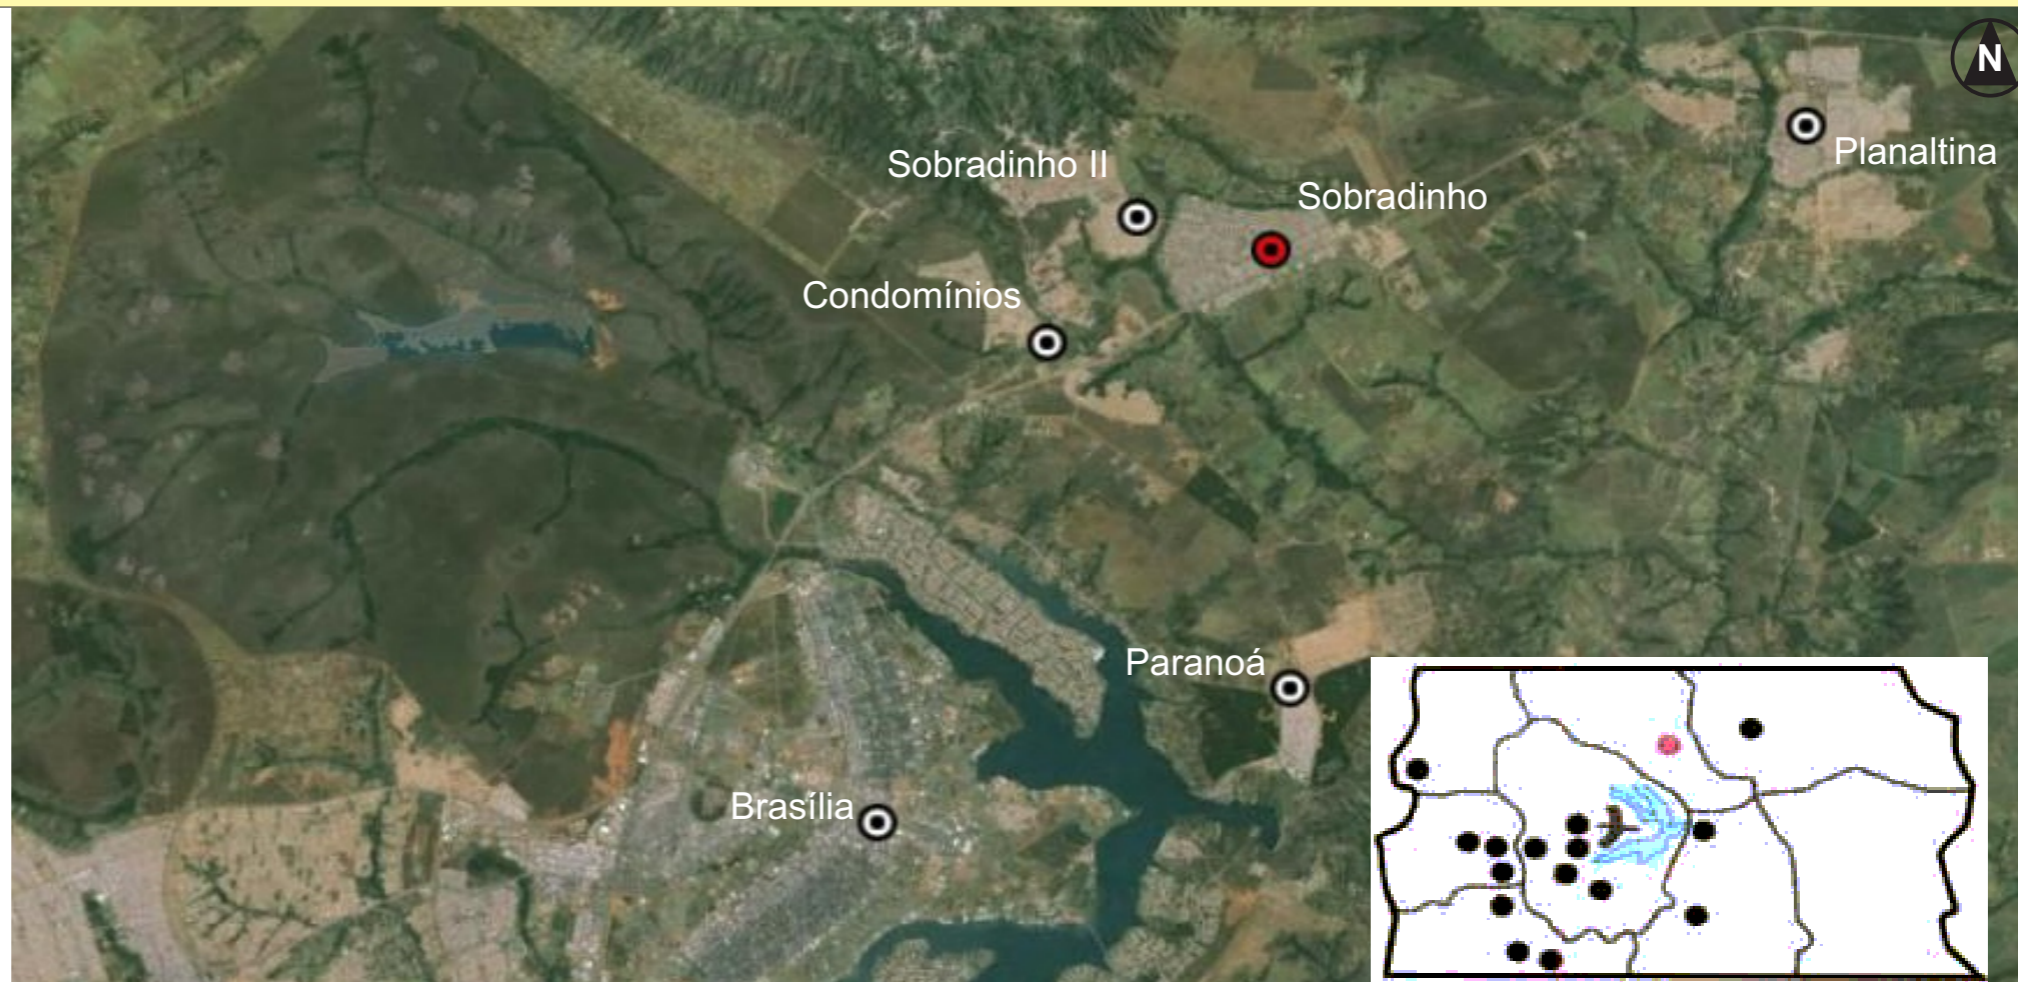 N
Planaltina
Sobradinho II
Sobradinho
Condomínios
Paranoá
Brasília